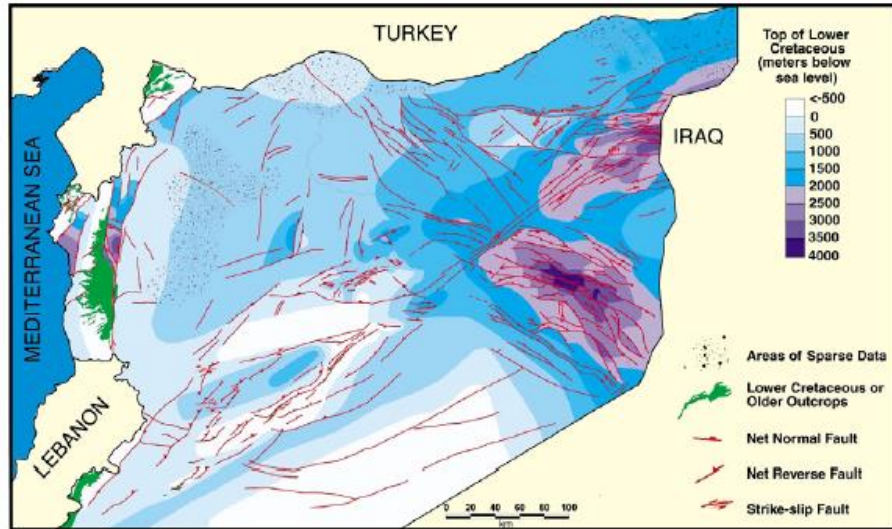 TURKEY
MEDITERRANEAN SEA
IRAQ
LEBANON
Top of Lower
Cretaceous
(meters below
sea level)
<-500
0
500
1000
1500
2000
2500
3000
3500
4000
Areas of Sparse Data
Lower Cretaceous or
Older Outcrops
Net Normal Fault
Net Reverse Fault
Strike-slip Fault
0 20 40 60 80 100
km